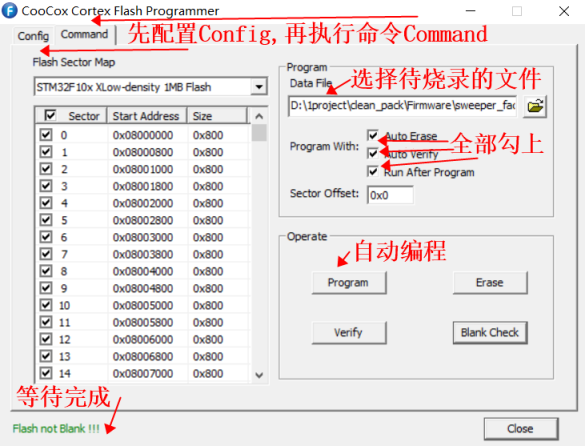 CooCox Cortex Flash Programmer
Config
Command
先配置Config,再执行命令Command
Flash Sector Map
STM32F10x XLow-density 1MB Flash
Sector Start Address Size
0 0x08000000 0x800
1 0x08000800 0x800
2 0x08001000 0x800
3 0x08001800 0x800
4 0x08002000 0x800
5 0x08002800 0x800
6 0x08003000 0x800
7 0x08003800 0x800
8 0x08004000 0x800
9 0x08004800 0x800
10 0x08005000 0x800
11 0x08005800 0x800
12 0x08006000 0x800
13 0x08006800 0x800
14 0x08007000 0x800
Program
Data File
选择待烧录的文件
D:\1project\clean_pack\Firmware\sweeper_fac
Program With:
Auto Erase
Auto Verify
Run After Program
全部勾上
Sector Offset: 0x0
Operate
自动编程
Program
Erase
Verify
Blank Check
等待完成
Flash not Blank !!!
Close